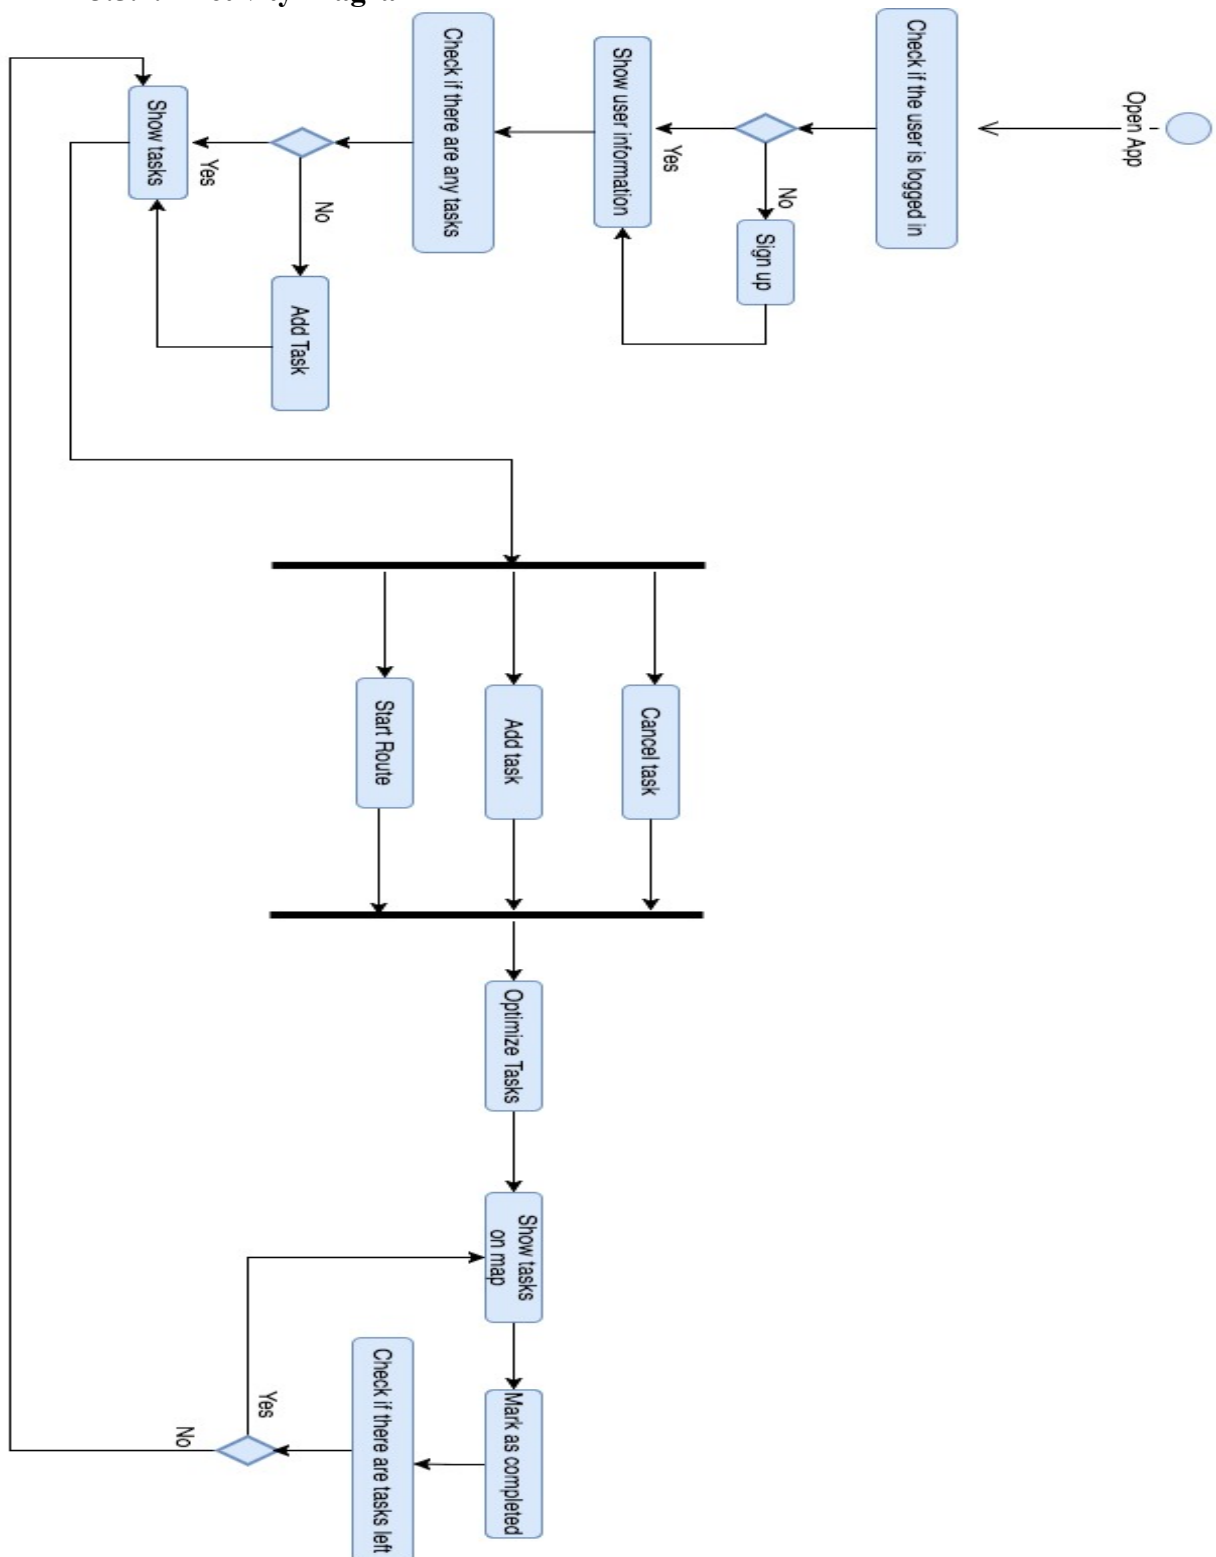 Open App
Check if the user is logged in
No
Sign up
Yes
Show user information
Check if there are any tasks
No
Add Task
Yes
Show tasks
Cancel task
Add task
Start Route
Optimize Tasks
Show tasks
on map
Mark as completed
Check if there are tasks left
Yes
No